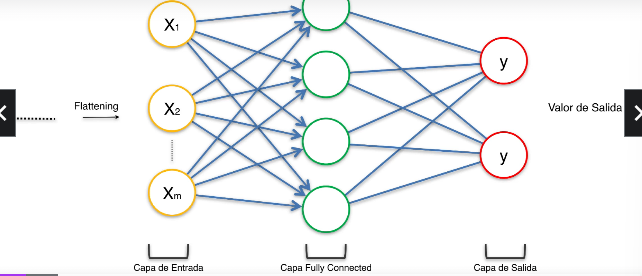 X1
y
Flattening
X2
Valor de Salida
y
Xm
Capa de Entrada
Capa Fully Connected
Capa de Salida